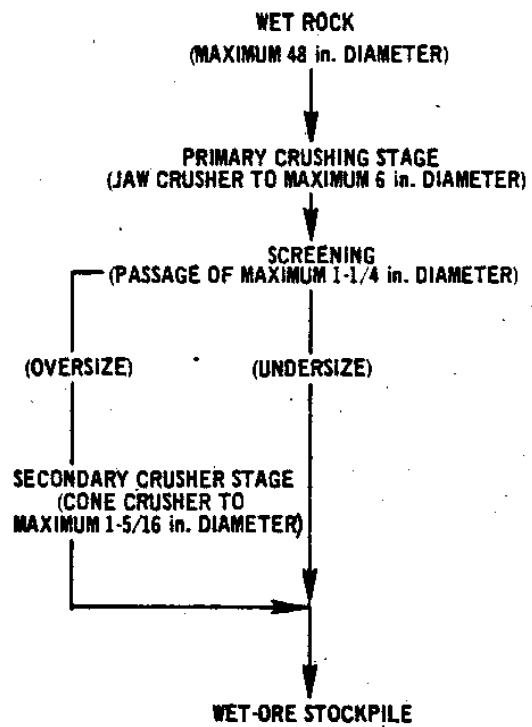 WET ROCK
(MAXIMUM 48 in. DIAMETER)
PRIMARY CRUSHING STAGE
(JAW CRUSHER TO MAXIMUM 6 in. DIAMETER)
SCREENING
(PASSAGE OF MAXIMUM 1-1/4 in. DIAMETER)
(OVERSIZE)
(UNDERSIZE)
SECONDARY CRUSHER STAGE
(CONE CRUSHER TO
MAXIMUM 1-5/16 in. DIAMETER)
WET-ORE STOCKPILE